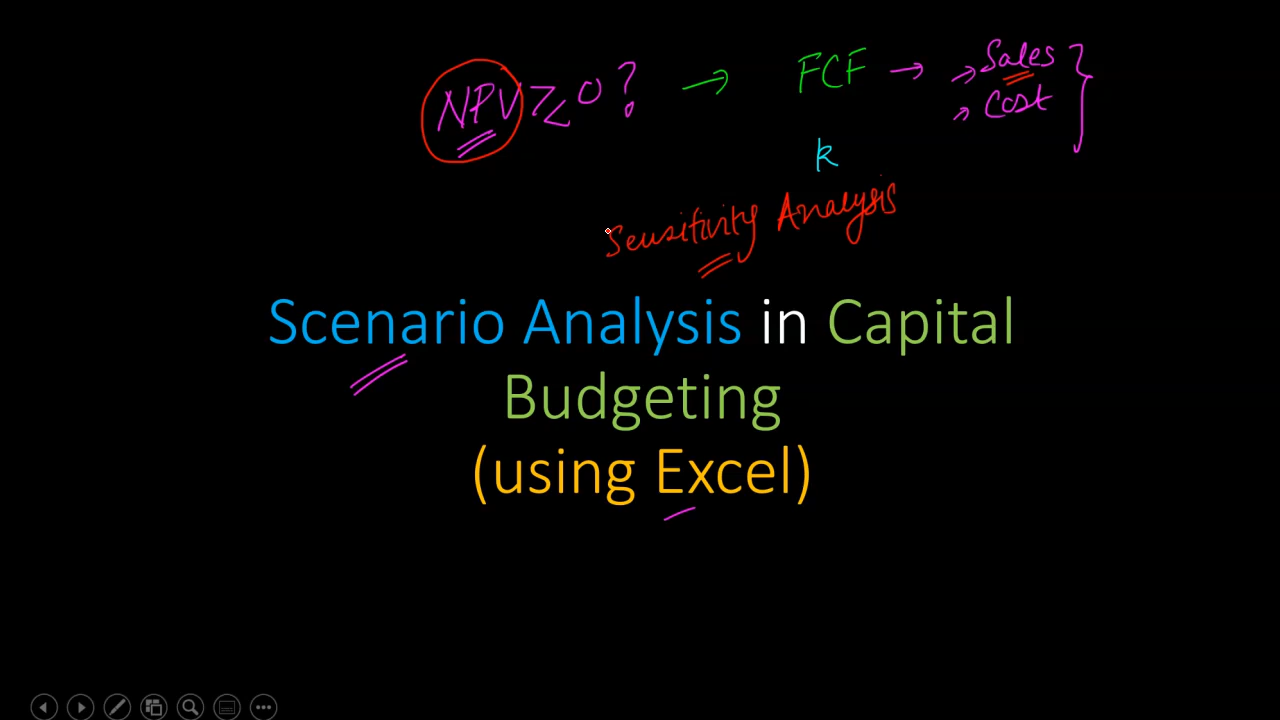 NPV ≷ 0 ? → FCF → → Sales
→ Cost
k
Sensitivity Analysis
Scenario Analysis in Capital
Budgeting
(using Excel)